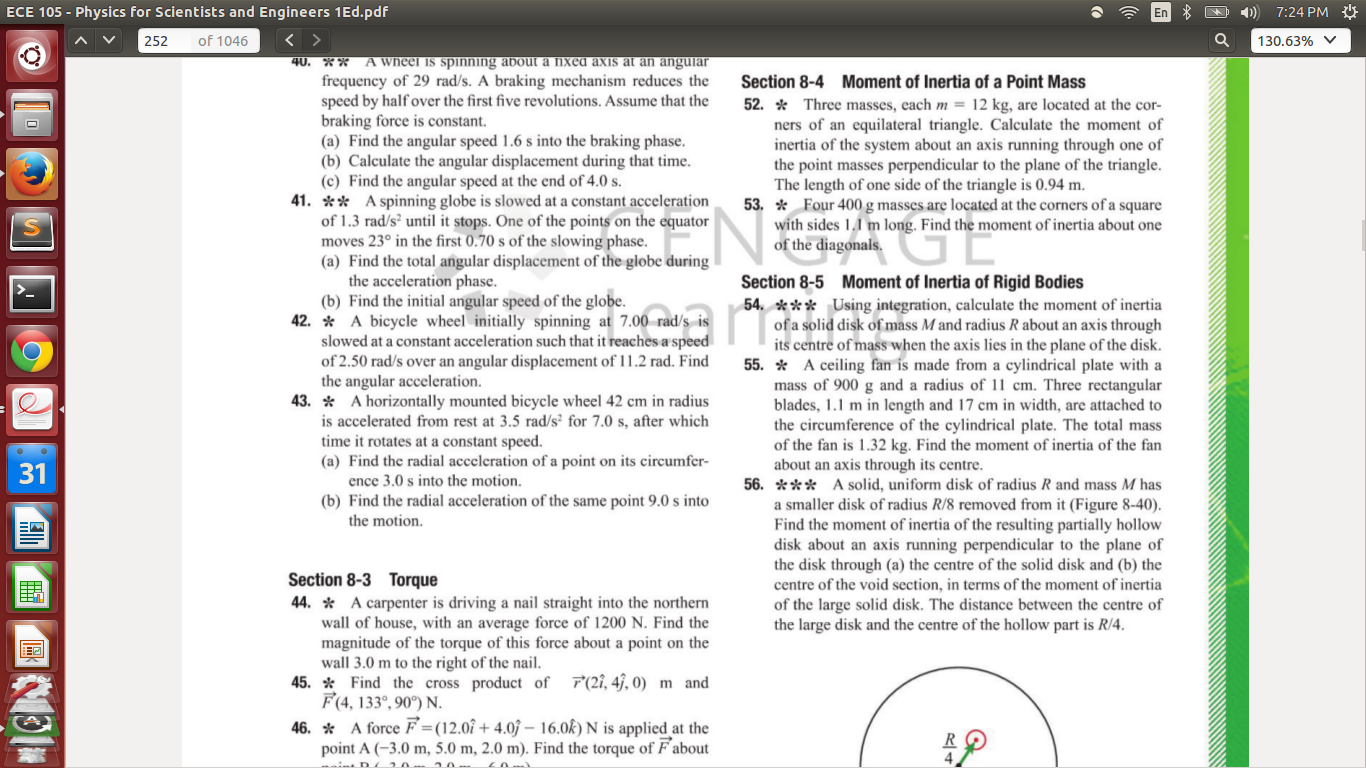 ECE 105 - Physics for Scientists and Engineers 1Ed.pdf
En
7:24 PM
252 of 1046
130.63%
31
40. ** A wheel is spinning about a fixed axis at an angular
frequency of 29 rad/s. A braking mechanism reduces the
speed by half over the first five revolutions. Assume that the
braking force is constant.
(a) Find the angular speed 1.6 s into the braking phase.
(b) Calculate the angular displacement during that time.
(c) Find the angular speed at the end of 4.0 s.
41. ** A spinning globe is slowed at a constant acceleration
of 1.3 rad/s² until it stops. One of the points on the equator
moves 23° in the first 0.70 s of the slowing phase.
(a) Find the total angular displacement of the globe during
the acceleration phase.
(b) Find the initial angular speed of the globe.
42. * A bicycle wheel initially spinning at 7.00 rad/s is
slowed at a constant acceleration such that it reaches a speed
of 2.50 rad/s over an angular displacement of 11.2 rad. Find
the angular acceleration.
43. * A horizontally mounted bicycle wheel 42 cm in radius
is accelerated from rest at 3.5 rad/s² for 7.0 s, after which
time it rotates at a constant speed.
(a) Find the radial acceleration of a point on its circumfer-
ence 3.0 s into the motion.
(b) Find the radial acceleration of the same point 9.0 s into
the motion.
Section 8-3 Torque
44. * A carpenter is driving a nail straight into the northern
wall of house, with an average force of 1200 N. Find the
magnitude of the torque of this force about a point on the
wall 3.0 m to the right of the nail.
45. * Find the cross product of r⃗(2î, 4ĵ, 0) m and
F⃗(4, 133°, 90°) N.
46. * A force F⃗ = (12.0î + 4.0ĵ − 16.0k̂) N is applied at the
point A (−3.0 m, 5.0 m, 2.0 m). Find the torque of F⃗ about
Section 8-4 Moment of Inertia of a Point Mass
52. * Three masses, each m = 12 kg, are located at the cor-
ners of an equilateral triangle. Calculate the moment of
inertia of the system about an axis running through one of
the point masses perpendicular to the plane of the triangle.
The length of one side of the triangle is 0.94 m.
53. * Four 400 g masses are located at the corners of a square
with sides 1.1 m long. Find the moment of inertia about one
of the diagonals.
Section 8-5 Moment of Inertia of Rigid Bodies
54. *** Using integration, calculate the moment of inertia
of a solid disk of mass M and radius R about an axis through
its centre of mass when the axis lies in the plane of the disk.
55. * A ceiling fan is made from a cylindrical plate with a
mass of 900 g and a radius of 11 cm. Three rectangular
blades, 1.1 m in length and 17 cm in width, are attached to
the circumference of the cylindrical plate. The total mass
of the fan is 1.32 kg. Find the moment of inertia of the fan
about an axis through its centre.
56. *** A solid, uniform disk of radius R and mass M has
a smaller disk of radius R/8 removed from it (Figure 8-40).
Find the moment of inertia of the resulting partially hollow
disk about an axis running perpendicular to the plane of
the disk through (a) the centre of the solid disk and (b) the
centre of the void section, in terms of the moment of inertia
of the large solid disk. The distance between the centre of
the large disk and the centre of the hollow part is R/4.
R
4
CENGAGE
Learning